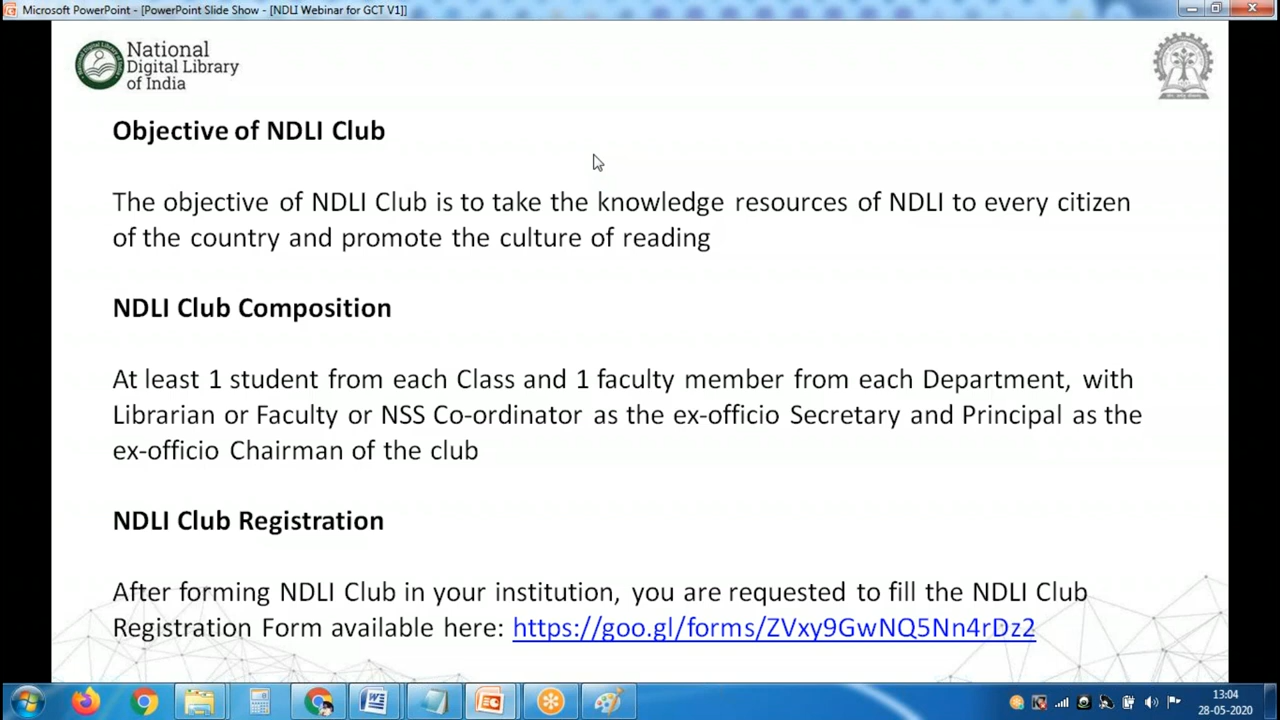 Microsoft PowerPoint - [PowerPoint Slide Show - [NDLI Webinar for GCT V1]]
National
Digital Library
of India
Objective of NDLI Club
The objective of NDLI Club is to take the knowledge resources of NDLI to every citizen
of the country and promote the culture of reading
NDLI Club Composition
At least 1 student from each Class and 1 faculty member from each Department, with
Librarian or Faculty or NSS Co-ordinator as the ex-officio Secretary and Principal as the
ex-officio Chairman of the club
NDLI Club Registration
After forming NDLI Club in your institution, you are requested to fill the NDLI Club
Registration Form available here: https://goo.gl/forms/ZVxy9GwNQ5Nn4rDz2
13:04
28-05-2020